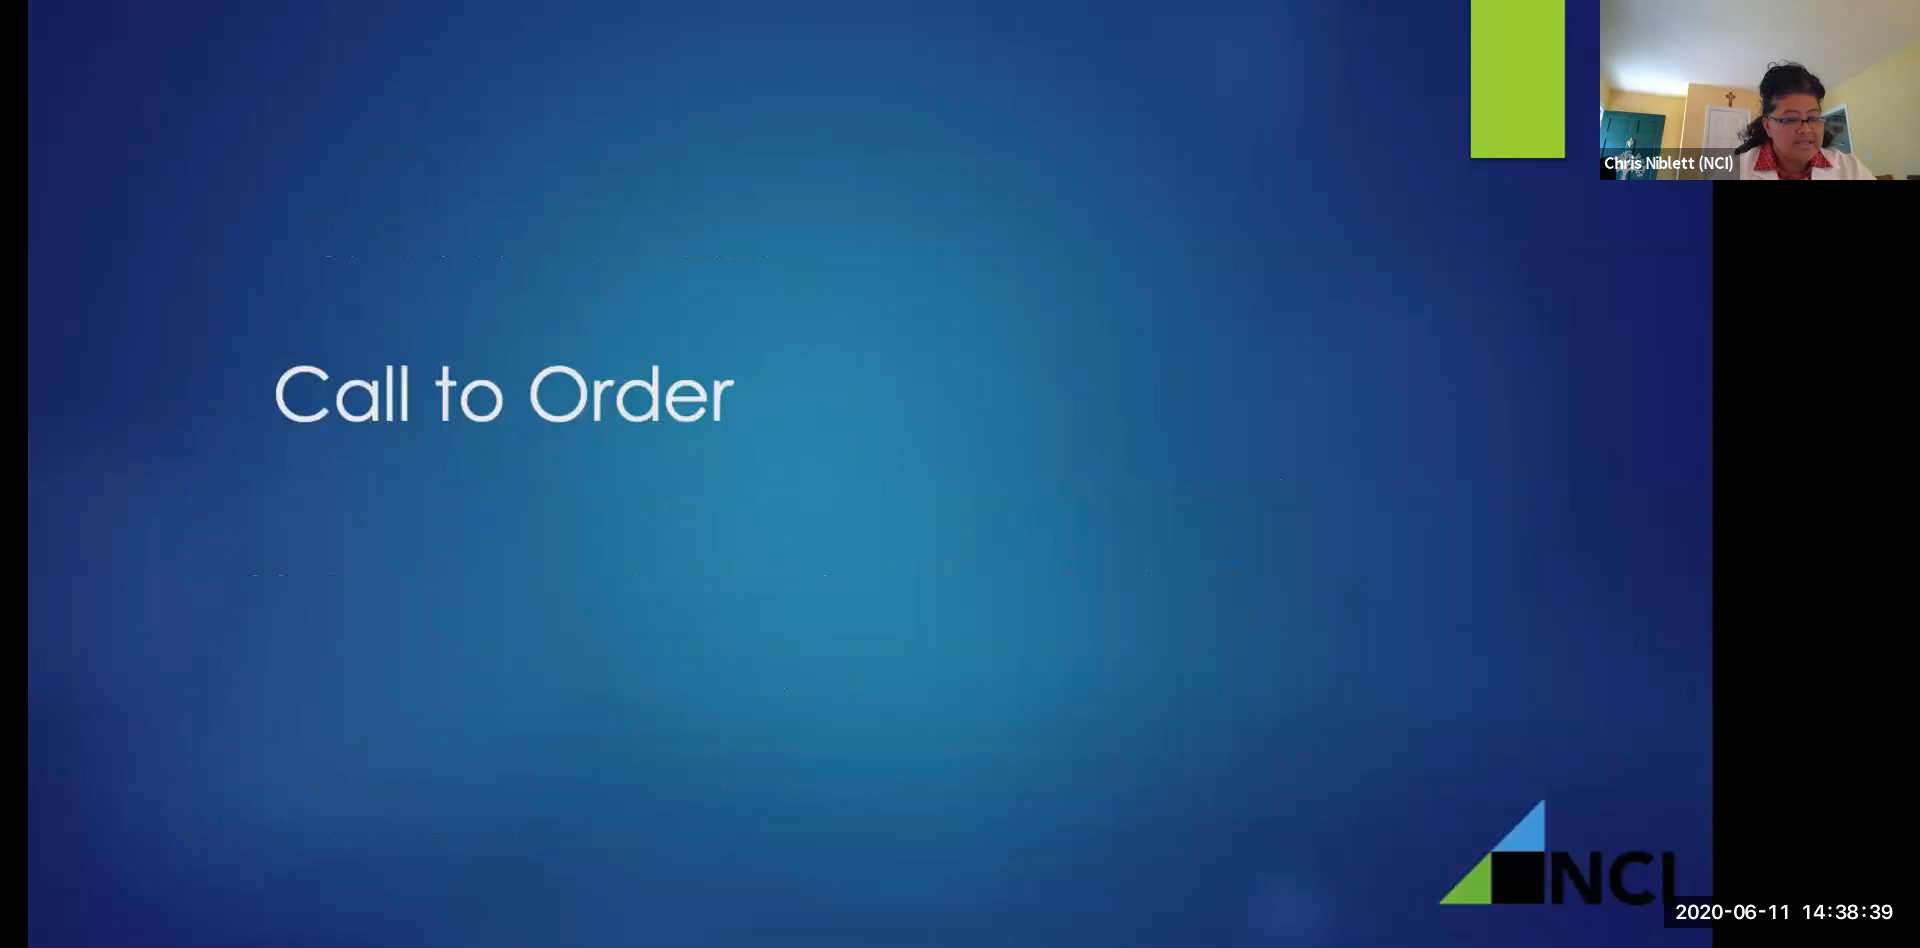 Chris Niblett (NCI)
Call to Order
NCI
2020-06-11 14:38:39